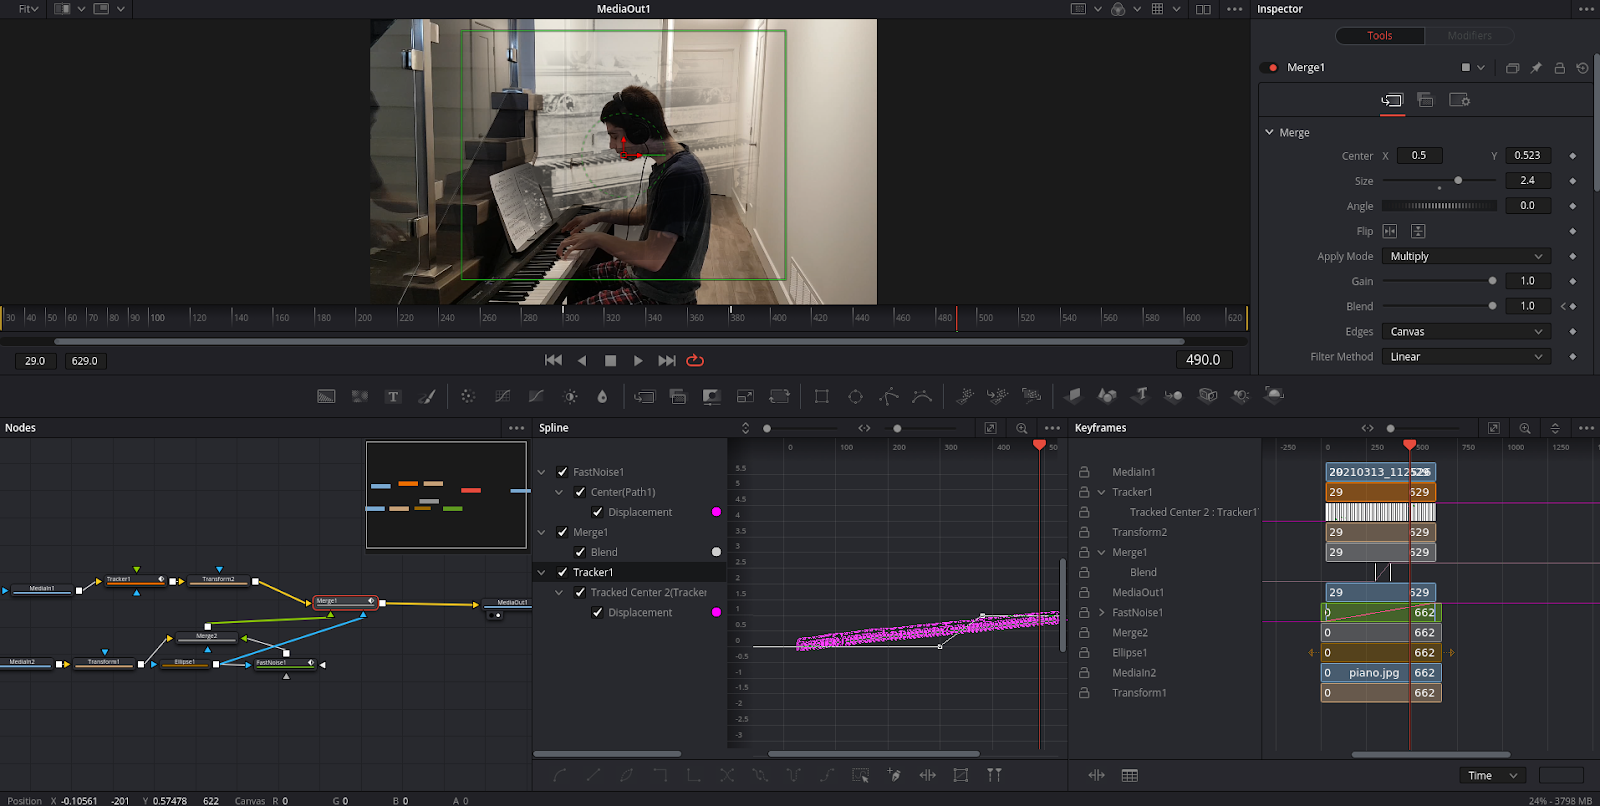 Fit
MediaOut1
Inspector
Tools
Modifiers
Merge1
Merge
Center X 0.5 Y 0.523
Size 2.4
Angle 0.0
Flip
Apply Mode Multiply
Gain 1.0
Blend 1.0
Edges Canvas
Filter Method Linear
30 40 50 60 70 80 90 100 120 140 160 180 200 220 240 260 280 300 320 340 360 380 400 420 440 460 480 500 520 540 560 580 600 620
29.0 629.0
490.0
Nodes
MediaIn1
Tracker1
Transform2
Merge1
MediaOut1
Merge2
MediaIn2
Transform1
Ellipse1
FastNoise1
Spline
0 100 200 300 400 50
FastNoise1
Center(Path1)
Displacement
Merge1
Blend
Tracker1
Tracked Center 2(Tracker
Displacement
5.5
5
4.5
4
3.5
3
2.5
2
1.5
1
0.5
0
-0.5
-1
-1.5
-2
-2.5
-3
Keyframes
-250 0 250 500 750 1000 1250
MediaIn1
Tracker1 29 629
Tracked Center 2 : Tracker1
Transform2 29 629
Merge1 29 629
Blend
MediaOut1 29 629
FastNoise1 0 662
Merge2 0 662
Ellipse1 0 662
MediaIn2 0 piano.jpg 662
Transform1 0 662
Time
Position X -0.10561 -201 Y 0.57478 622 Canvas R 0 G 0 B 0 A 0
24% - 3798 MB